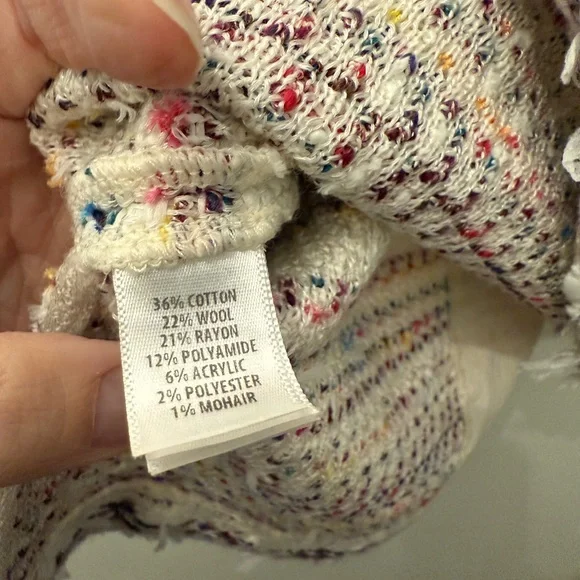 36% COTTON
22% WOOL
21% RAYON
12% POLYAMIDE
6% ACRYLIC
2% POLYESTER
1% MOHAIR